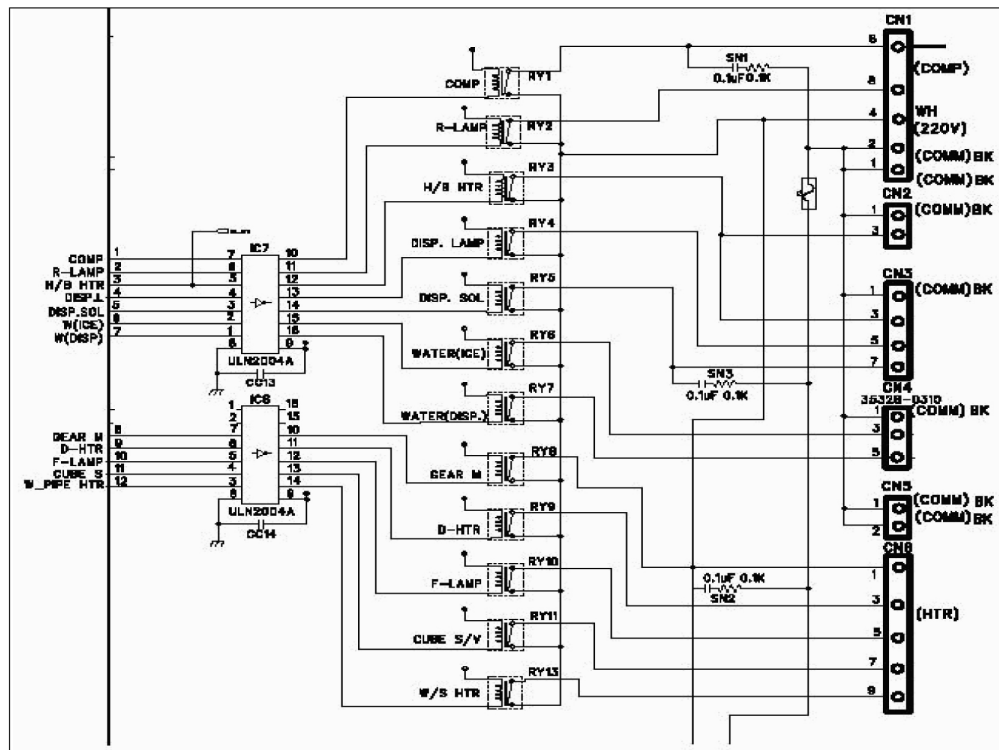 CN1
6
SN1
0.1uF 0.1K
(COMP)
COMP
RY1
8
R-LAMP
RY2
4
WH
(220V)
2
(COMM)BK
1
(COMM)BK
H/B HTR
RY3
CN2
1
(COMM)BK
3
DISP. LAMP
RY4
IC7
COMP 1 7 10
R-LAMP 2 6 11
H/B HTR 3 5 12
DISP.L 4 4 13
DISP.SOL 5 3 14
W(ICE) 6 2 15
W(DISP) 7 1 16
8 9
ULN2004A
CC13
DISP. SOL
RY5
CN3
1
(COMM)BK
3
5
7
WATER(ICE)
RY6
SN3
0.1uF 0.1K
WATER(DISP.)
RY7
CN4
35328-0310
1
(COMM) BK
3
5
IC6
1 16
2 15
GEAR M 8 7 10
D-HTR 9 6 11
F-LAMP 10 5 12
CUBE S 11 4 13
W_PIPE HTR 12 3 14
8 9
ULN2004A
CC14
GEAR M
RY8
CN5
1
(COMM) BK
2
(COMM)BK
D-HTR
RY9
CN6
1
F-LAMP
RY10
0.1uF 0.1K
SN2
3
(HTR)
5
CUBE S/V
RY11
7
W/S HTR
RY13
9